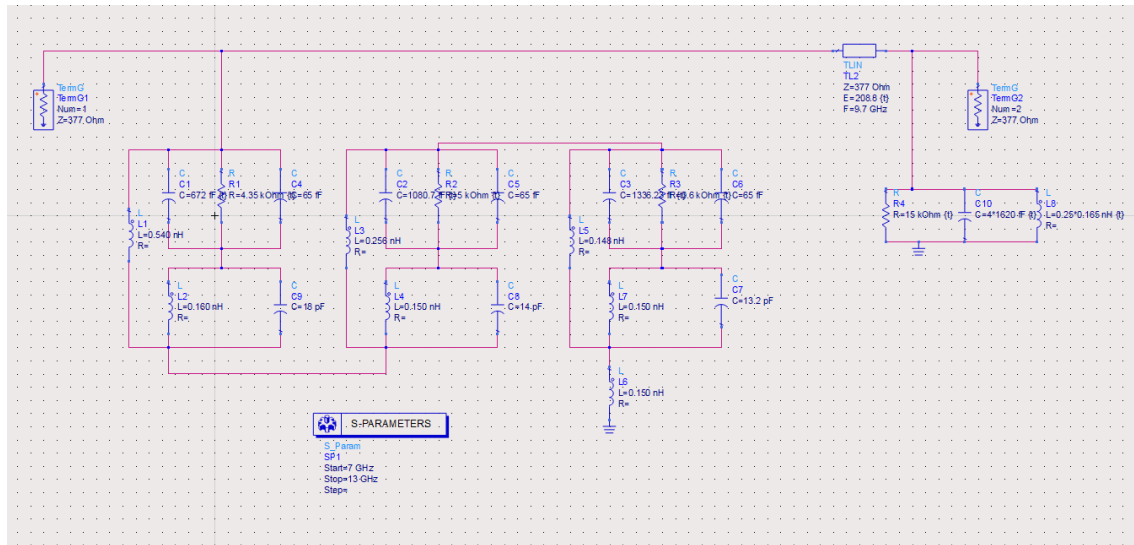 TermG
TermG1
Num=1
Z=377 Ohm
TLIN
TL2
Z=377 Ohm
E=208.8 {t}
F=9.7 GHz
TermG
TermG2
Num=2
Z=377 Ohm
L
L1
L=0.540 nH
R=
C
C1
C=672 fF {t}
R
R1
R=4.35 kOhm {t}
C
C4
C=65 fF
L
L2
L=0.160 nH
R=
C
C9
C=18 pF
L
L3
L=0.256 nH
R=
C
C2
C=1080.7 fF
R
R2
R=5 kOhm {t}
C
C5
C=65 fF
L
L4
L=0.150 nH
R=
C
C8
C=14 pF
L
L5
L=0.148 nH
R=
C
C3
C=1336.23 fF
R
R3
kOhm {t}
C
C6
C=65 fF
L
L7
L=0.150 nH
R=
C
C7
C=13.2 pF
L
L6
L=0.150 nH
R=
R
R4
R=15 kOhm {t}
C
C10
C=4*1620 fF {t}
L
L8
L=0.25*0.165 nH {t}
R=
S-PARAMETERS
S_Param
SP1
Start=7 GHz
Stop=13 GHz
Step=